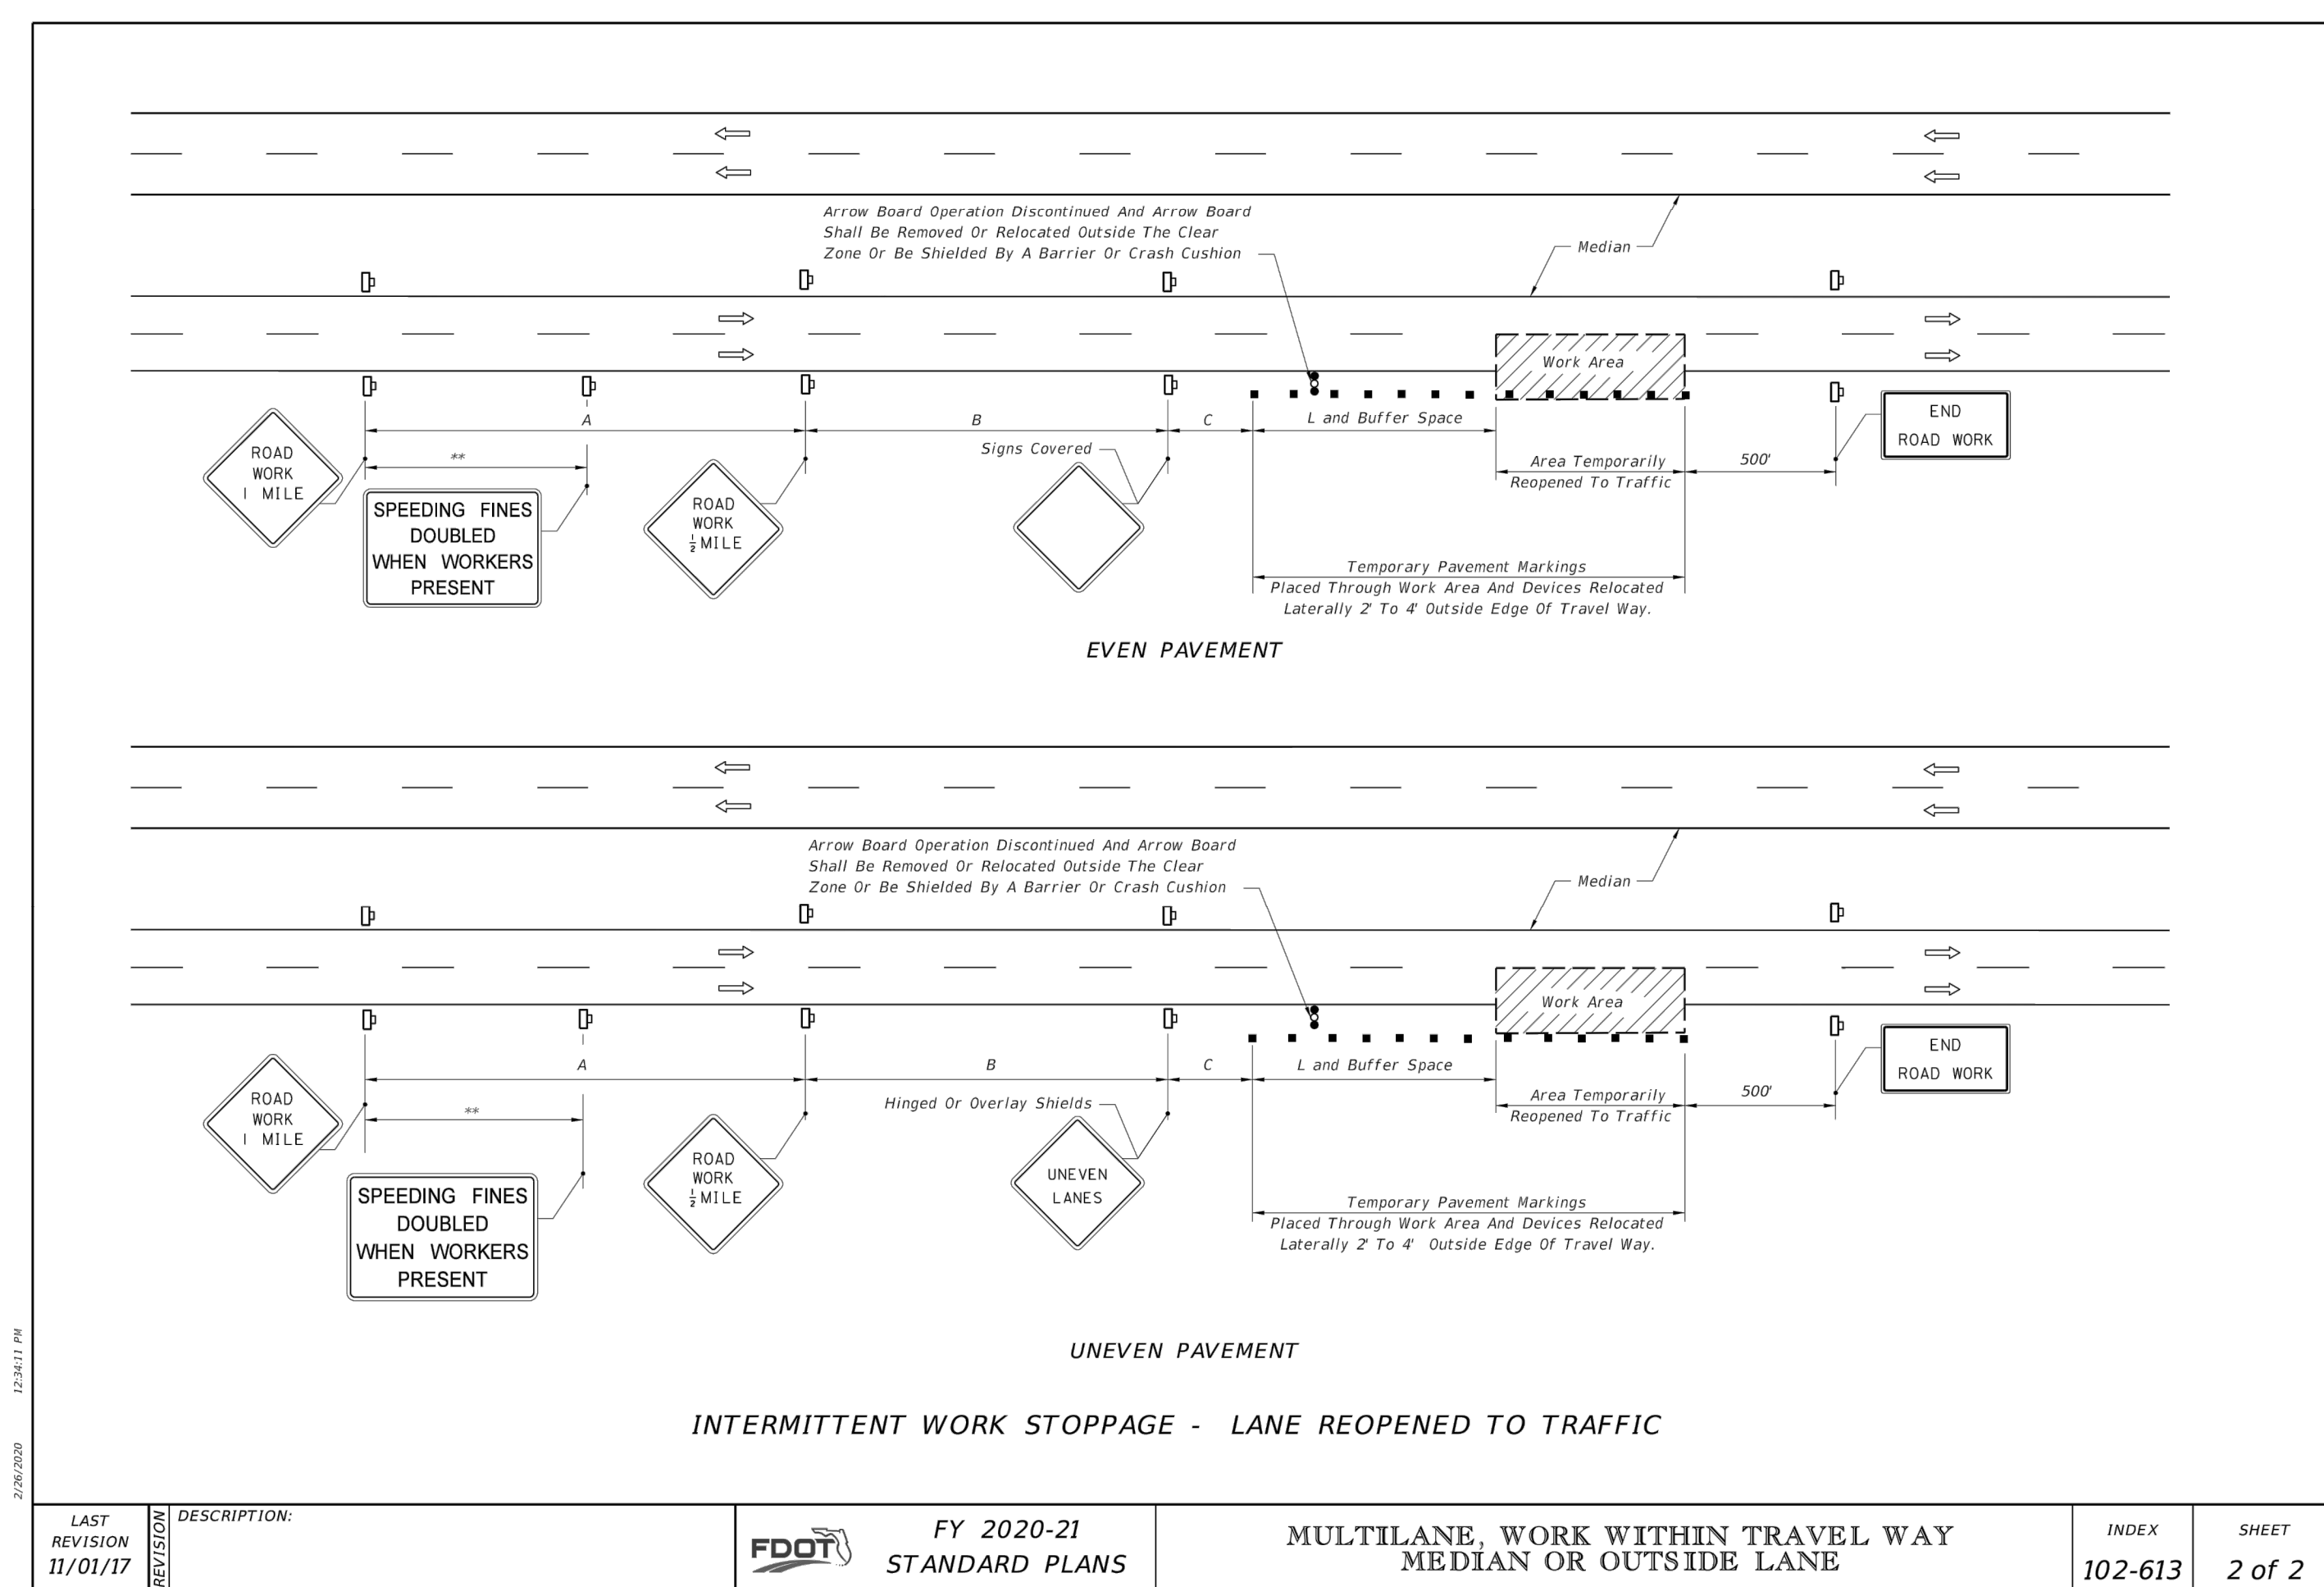 Arrow Board Operation Discontinued And Arrow Board
Shall Be Removed Or Relocated Outside The Clear
Zone Or Be Shielded By A Barrier Or Crash Cushion
Median
Work Area
A
B
C
L and Buffer Space
**
Signs Covered
Area Temporarily
Reopened To Traffic
500'
END
ROAD WORK
ROAD
WORK
1 MILE
SPEEDING FINES
DOUBLED
WHEN WORKERS
PRESENT
ROAD
WORK
½ MILE
Temporary Pavement Markings
Placed Through Work Area And Devices Relocated
Laterally 2' To 4' Outside Edge Of Travel Way.
EVEN PAVEMENT
Arrow Board Operation Discontinued And Arrow Board
Shall Be Removed Or Relocated Outside The Clear
Zone Or Be Shielded By A Barrier Or Crash Cushion
Median
Work Area
A
B
C
L and Buffer Space
**
Hinged Or Overlay Shields
Area Temporarily
Reopened To Traffic
500'
END
ROAD WORK
ROAD
WORK
1 MILE
SPEEDING FINES
DOUBLED
WHEN WORKERS
PRESENT
ROAD
WORK
½ MILE
UNEVEN
LANES
Temporary Pavement Markings
Placed Through Work Area And Devices Relocated
Laterally 2' To 4' Outside Edge Of Travel Way.
UNEVEN PAVEMENT
INTERMITTENT WORK STOPPAGE - LANE REOPENED TO TRAFFIC
2/26/2020 12:34:11 PM
LAST
REVISION
11/01/17
REVISION
DESCRIPTION:
FDOT
FY 2020-21
STANDARD PLANS
MULTILANE, WORK WITHIN TRAVEL WAY
MEDIAN OR OUTSIDE LANE
INDEX
102-613
SHEET
2 of 2